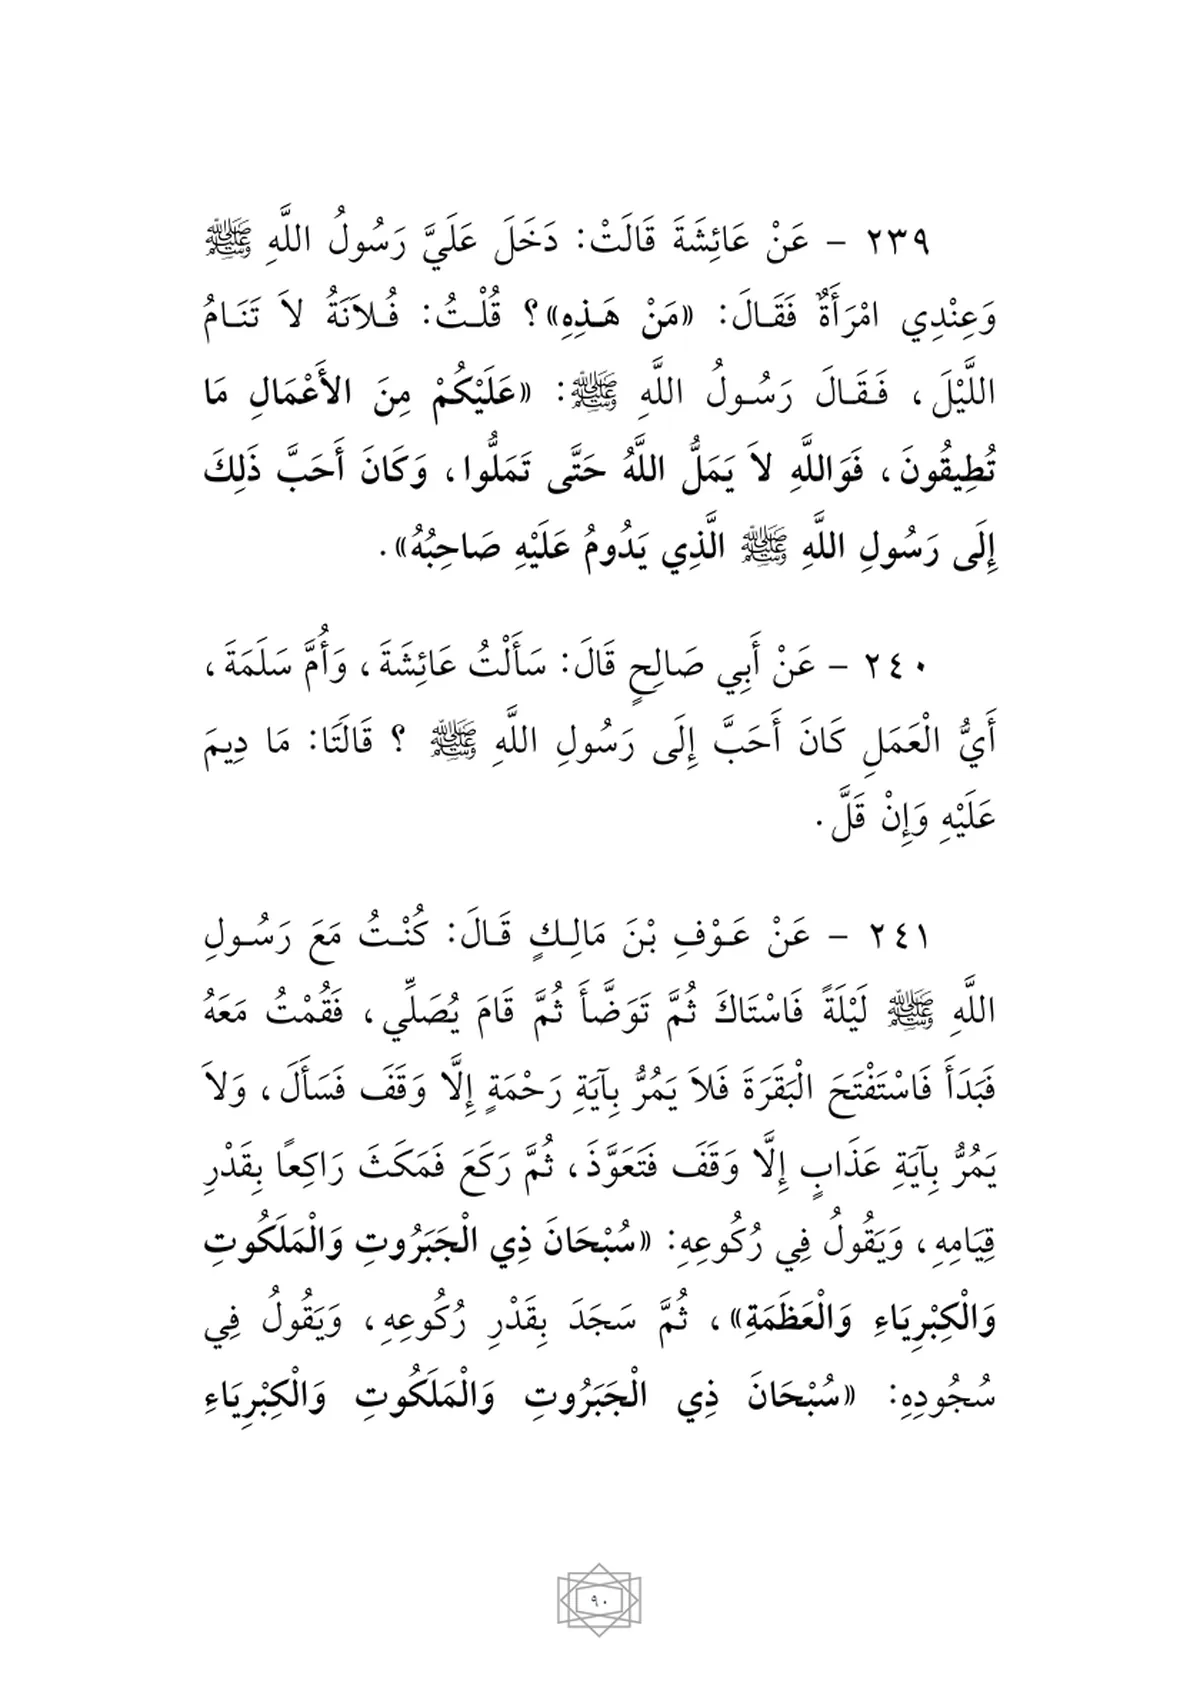 ٢٣٩ – عَنْ عَائِشَةَ قَالَتْ: دَخَلَ عَلَيَّ رَسُولُ اللَّهِ ﷺ
وَعِنْدِي امْرَأَةٌ فَقَالَ: «مَنْ هَذِهِ»؟ قُلْتُ: فُلاَنَةُ لاَ تَنَامُ
اللَّيْلَ، فَقَالَ رَسُولُ اللَّهِ ﷺ: «عَلَيْكُمْ مِنَ الأَعْمَالِ مَا
تُطِيقُونَ، فَوَاللَّهِ لاَ يَمَلُّ اللَّهُ حَتَّى تَمَلُّوا، وَكَانَ أَحَبَّ ذَلِكَ
إِلَى رَسُولِ اللَّهِ ﷺ الَّذِي يَدُومُ عَلَيْهِ صَاحِبُهُ».
٢٤٠ – عَنْ أَبِي صَالِحٍ قَالَ: سَأَلْتُ عَائِشَةَ، وَأُمَّ سَلَمَةَ،
أَيُّ الْعَمَلِ كَانَ أَحَبَّ إِلَى رَسُولِ اللَّهِ ﷺ ؟ قَالَتَا: مَا دِيمَ
عَلَيْهِ وَإِنْ قَلَّ.
٢٤١ – عَنْ عَوْفِ بْنَ مَالِكٍ قَالَ: كُنْتُ مَعَ رَسُولِ
اللَّهِ ﷺ لَيْلَةً فَاسْتَاكَ ثُمَّ تَوَضَّأَ ثُمَّ قَامَ يُصَلِّي، فَقُمْتُ مَعَهُ
فَبَدَأَ فَاسْتَفْتَحَ الْبَقَرَةَ فَلاَ يَمُرُّ بِآيَةِ رَحْمَةٍ إِلَّا وَقَفَ فَسَأَلَ، وَلاَ
يَمُرُّ بِآيَةِ عَذَابٍ إِلَّا وَقَفَ فَتَعَوَّذَ، ثُمَّ رَكَعَ فَمَكَثَ رَاكِعًا بِقَدْرِ
قِيَامِهِ، وَيَقُولُ فِي رُكُوعِهِ: «سُبْحَانَ ذِي الْجَبَرُوتِ وَالْمَلَكُوتِ
وَالْكِبْرِيَاءِ وَالْعَظَمَةِ»، ثُمَّ سَجَدَ بِقَدْرِ رُكُوعِهِ، وَيَقُولُ فِي
سُجُودِهِ: «سُبْحَانَ ذِي الْجَبَرُوتِ وَالْمَلَكُوتِ وَالْكِبْرِيَاءِ
٩٠